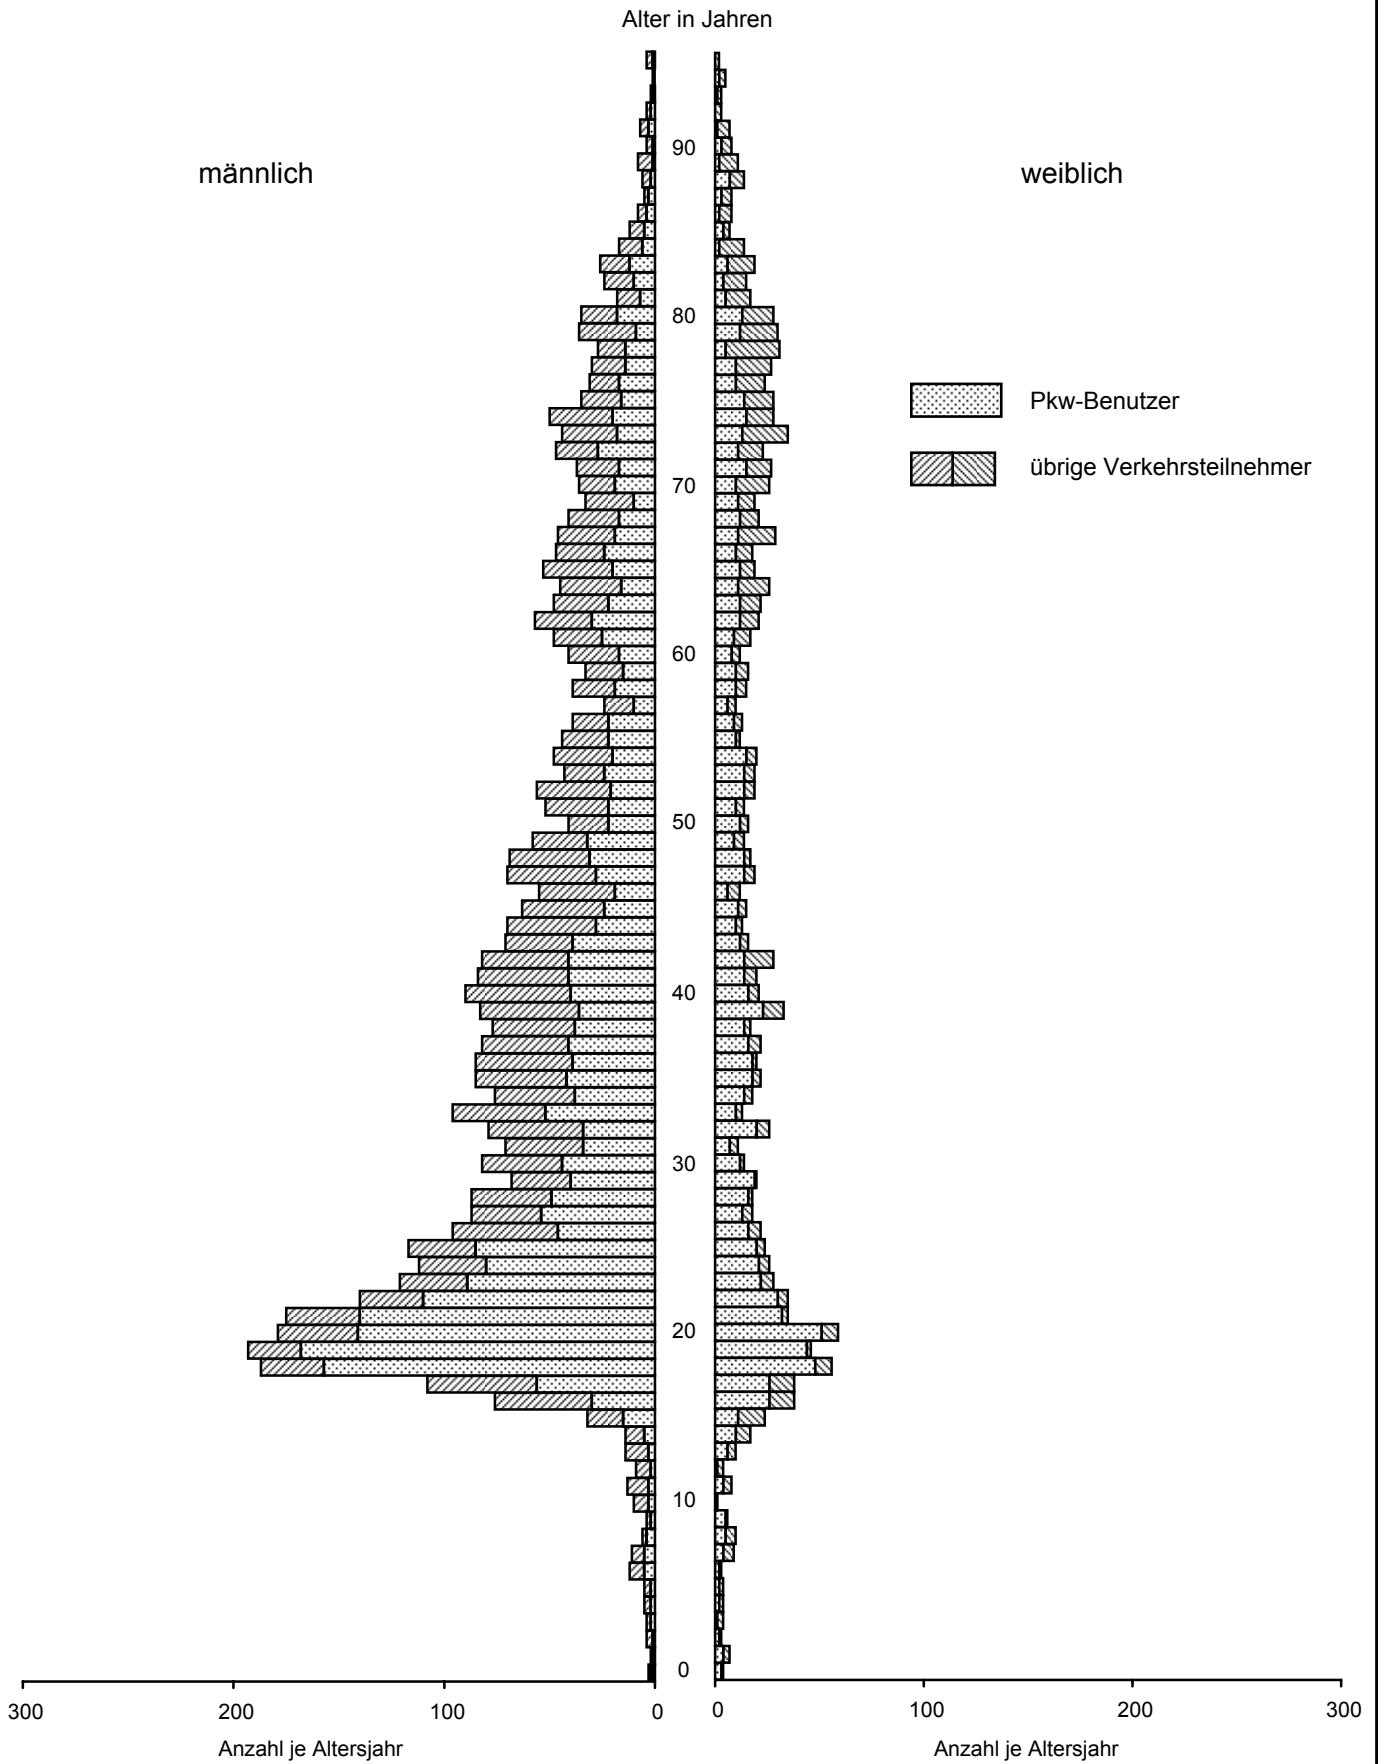 Alter in Jahren
90
männlich
weiblich
80
Pkw-Benutzer
übrige Verkehrsteilnehmer
70
60
50
40
30
20
10
0
300 200 100 0 0 100 200 300
Anzahl je Altersjahr Anzahl je Altersjahr